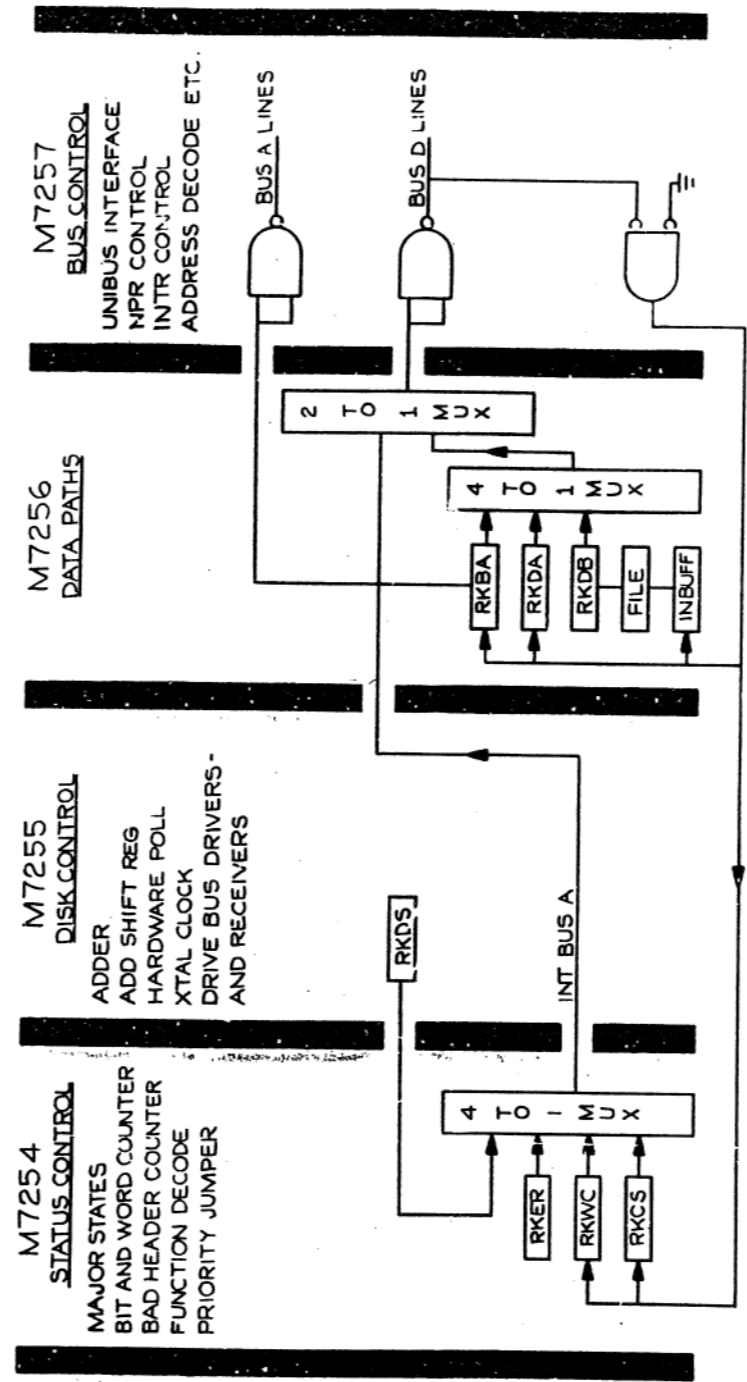 M7254
STATUS CONTROL
MAJOR STATES
BIT AND WORD COUNTER
BAD HEADER COUNTER
FUNCTION DECODE
PRIORITY JUMPER
RKER
RKWC
RKCS
4 TO 1 MUX
M7255
DISK CONTROL
ADDER
ADD SHIFT REG
HARDWARE POLL
XTAL CLOCK
DRIVE BUS DRIVERS-
AND RECEIVERS
RKDS
INT BUS A
M7256
DATA PATHS
RKBA
RKDA
RKDB
FILE
INBUFF
4 TO 1 MUX
2 TO 1 MUX
M7257
BUS CONTROL
UNIBUS INTERFACE
NPR CONTROL
INTR CONTROL
ADDRESS DECODE ETC.
BUS A LINES
BUS D LINES